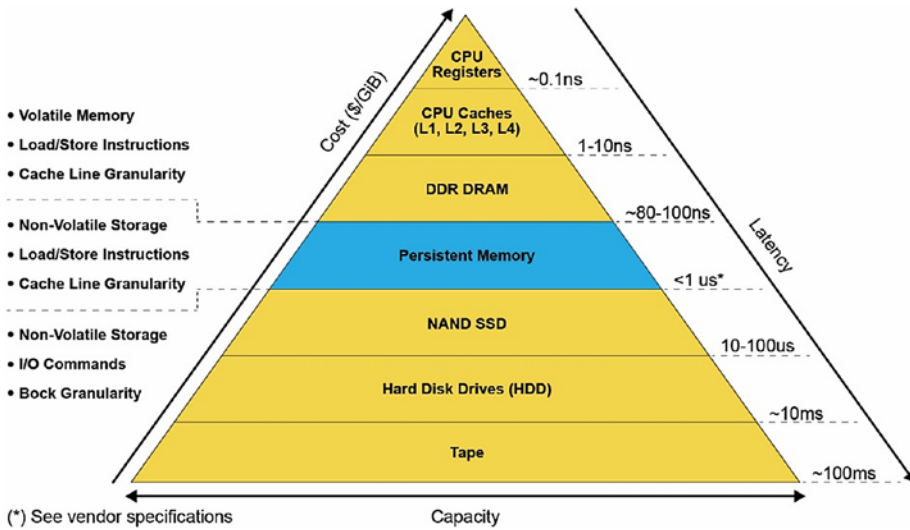 CPU
Registers
~0.1ns
Cost ($/GiB)
CPU Caches
(L1, L2, L3, L4)
1-10ns
• Volatile Memory
• Load/Store Instructions
• Cache Line Granularity
DDR DRAM
~80-100ns
Latency
• Non-Volatile Storage
• Load/Store Instructions
• Cache Line Granularity
Persistent Memory
<1 us*
• Non-Volatile Storage
• I/O Commands
• Bock Granularity
NAND SSD
10-100us
Hard Disk Drives (HDD)
~10ms
Tape
~100ms
(*) See vendor specifications
Capacity